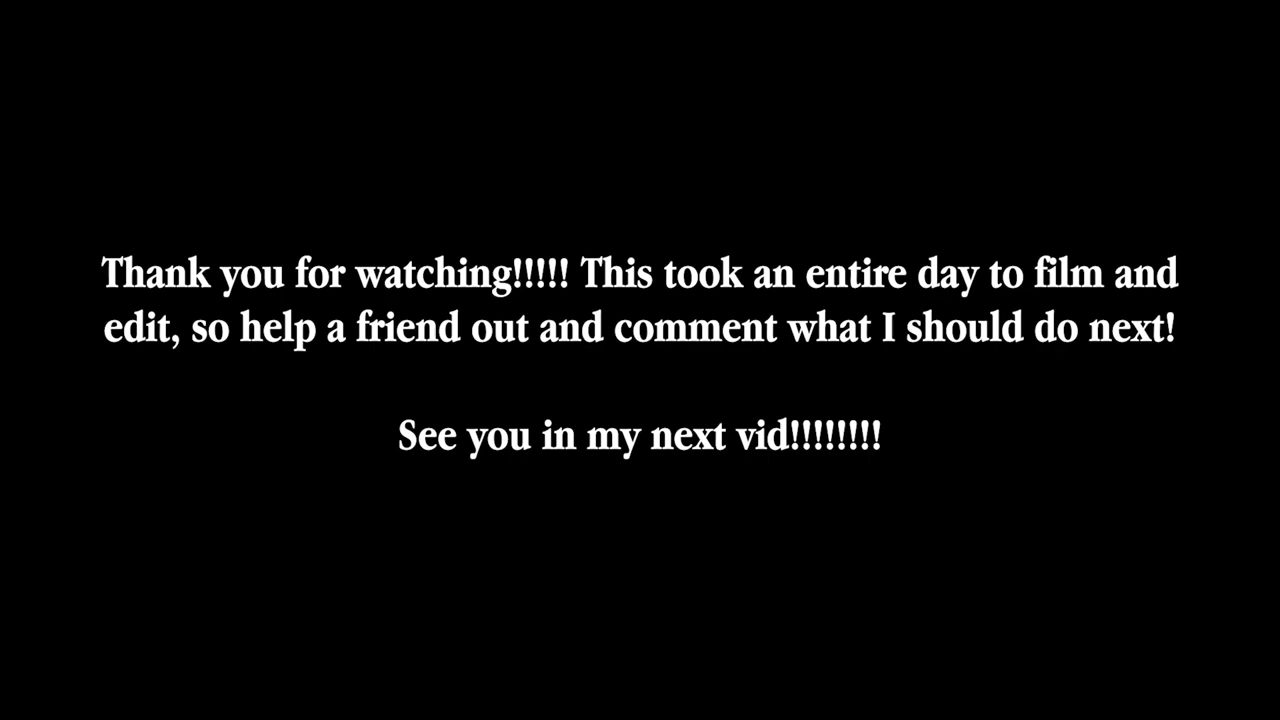 Thank you for watching!!!!! This took an entire day to film and
edit, so help a friend out and comment what I should do next!
See you in my next vid!!!!!!!!